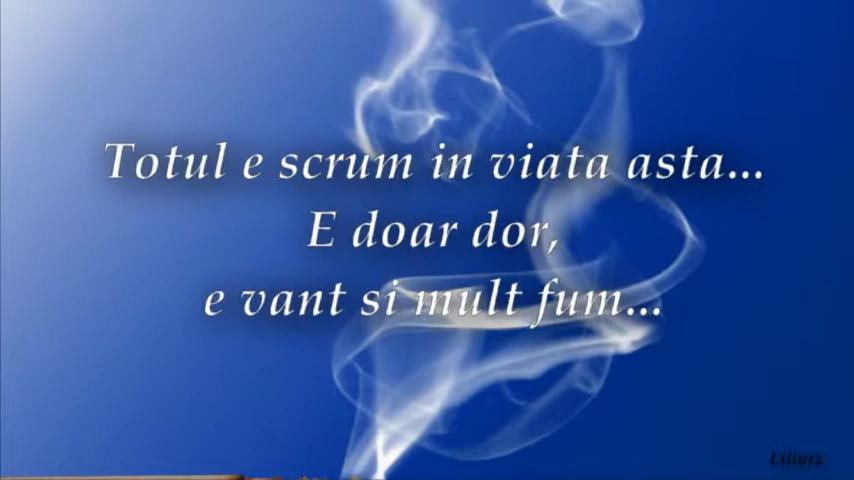 Totul e scrum in viata asta...
E doar dor,
e vant si mult fum...